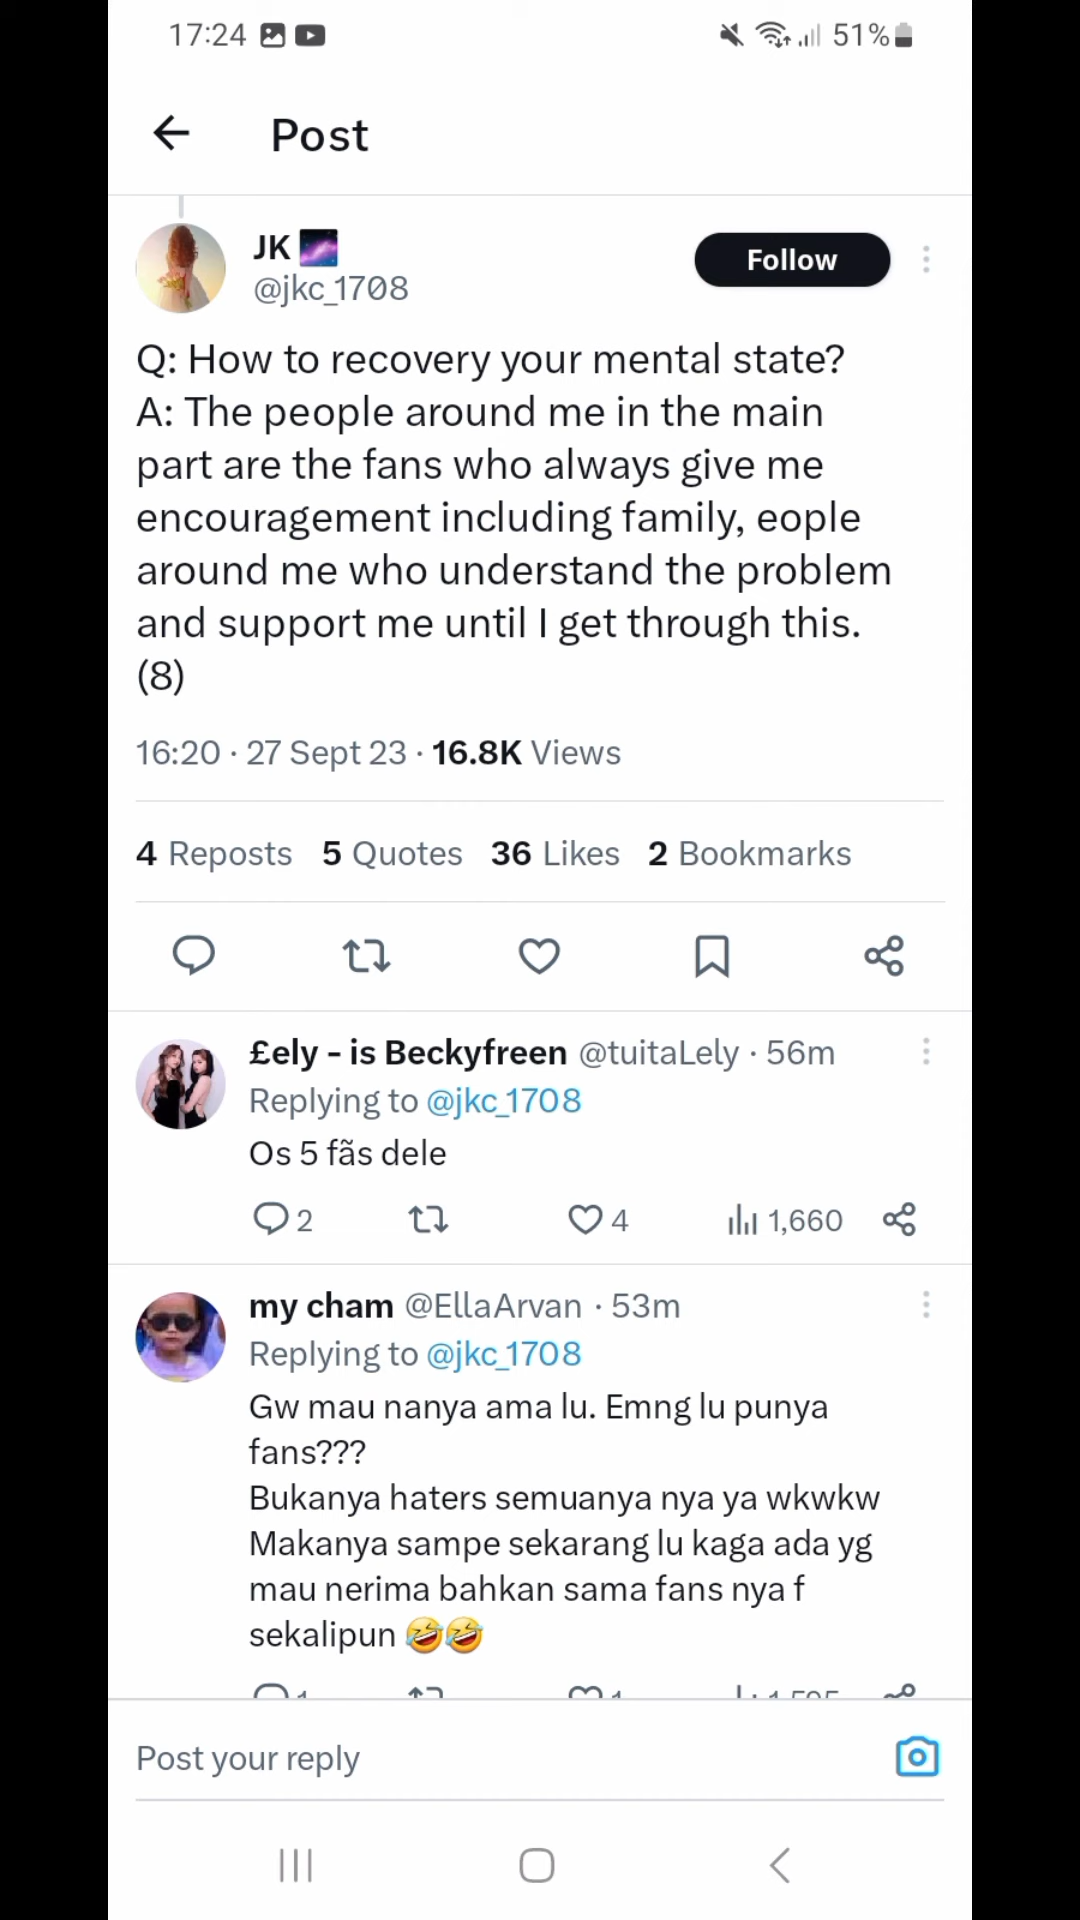 17:24
51%
Post
JK
@jkc_1708
Follow
Q: How to recovery your mental state?
A: The people around me in the main
part are the fans who always give me
encouragement including family, eople
around me who understand the problem
and support me until I get through this.
(8)
16:20 · 27 Sept 23 · 16.8K Views
4 Reposts 5 Quotes 36 Likes 2 Bookmarks
£ely - is Beckyfreen @tuitaLely · 56m
Replying to @jkc_1708
Os 5 fãs dele
2 4 1,660
my cham @EllaArvan · 53m
Replying to @jkc_1708
Gw mau nanya ama lu. Emng lu punya
fans???
Bukanya haters semuanya nya ya wkwkw
Makanya sampe sekarang lu kaga ada yg
mau nerima bahkan sama fans nya f
sekalipun 🤣🤣
Post your reply